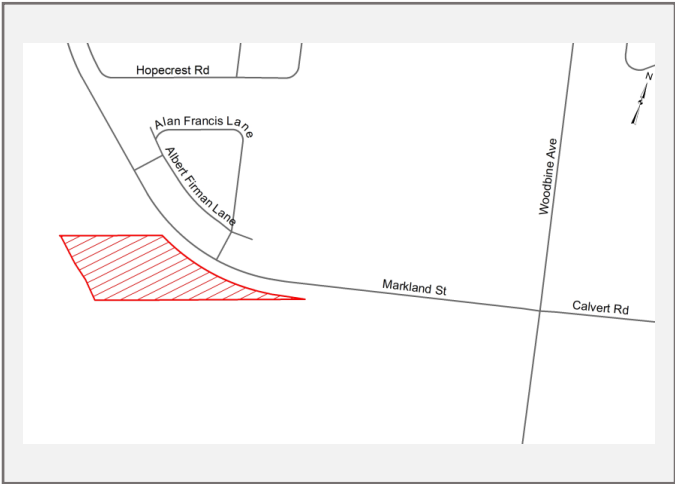 Hopecrest Rd
N
Alan Francis Lane
Albert Firman Lane
Woodbine Ave
Markland St
Calvert Rd